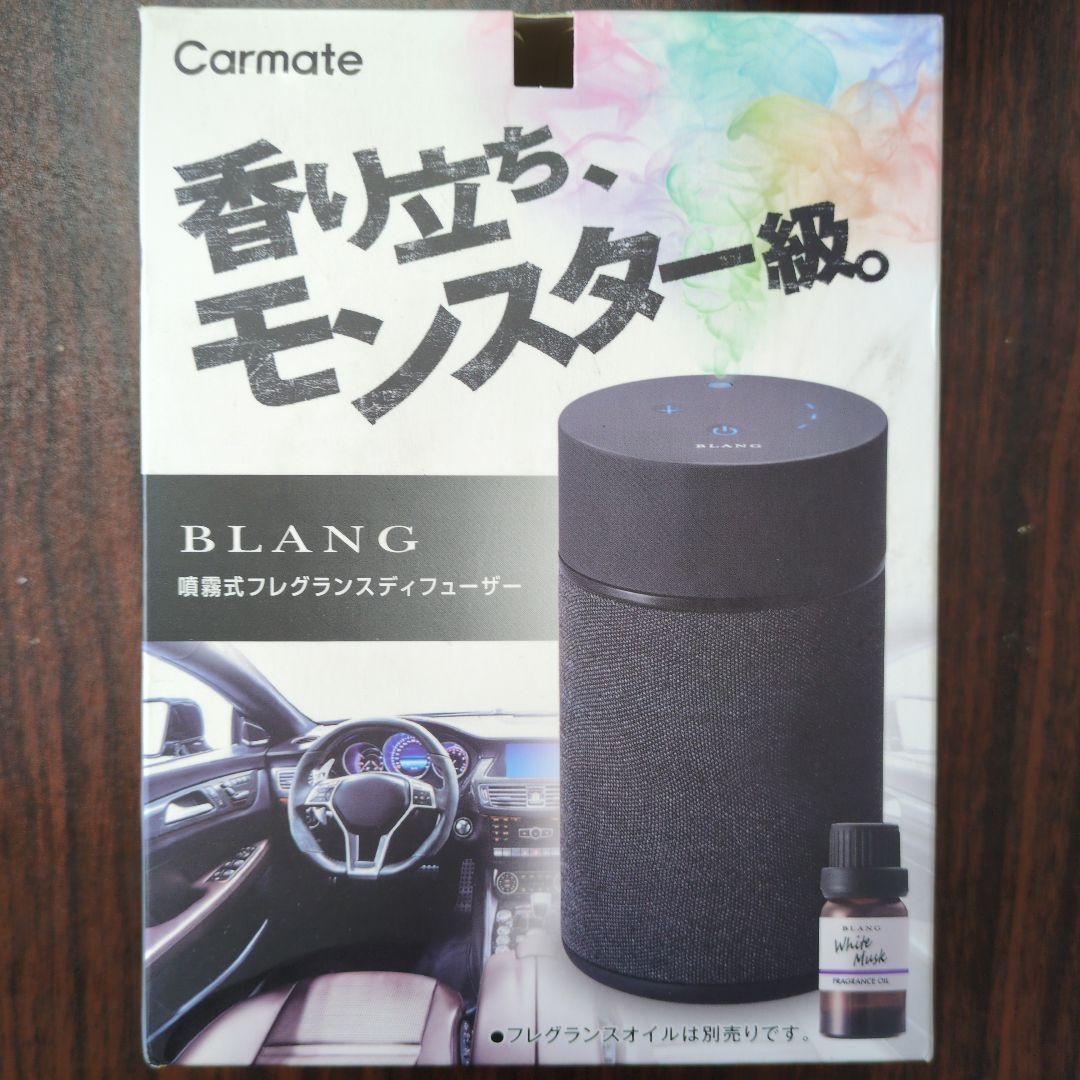 Carmate
香り立ち、
モンスター級。
BLANG
BLANG
噴霧式フレグランスディフューザー
BLANG
White
Musk
FRAGRANCE OIL
●フレグランスオイルは別売りです。